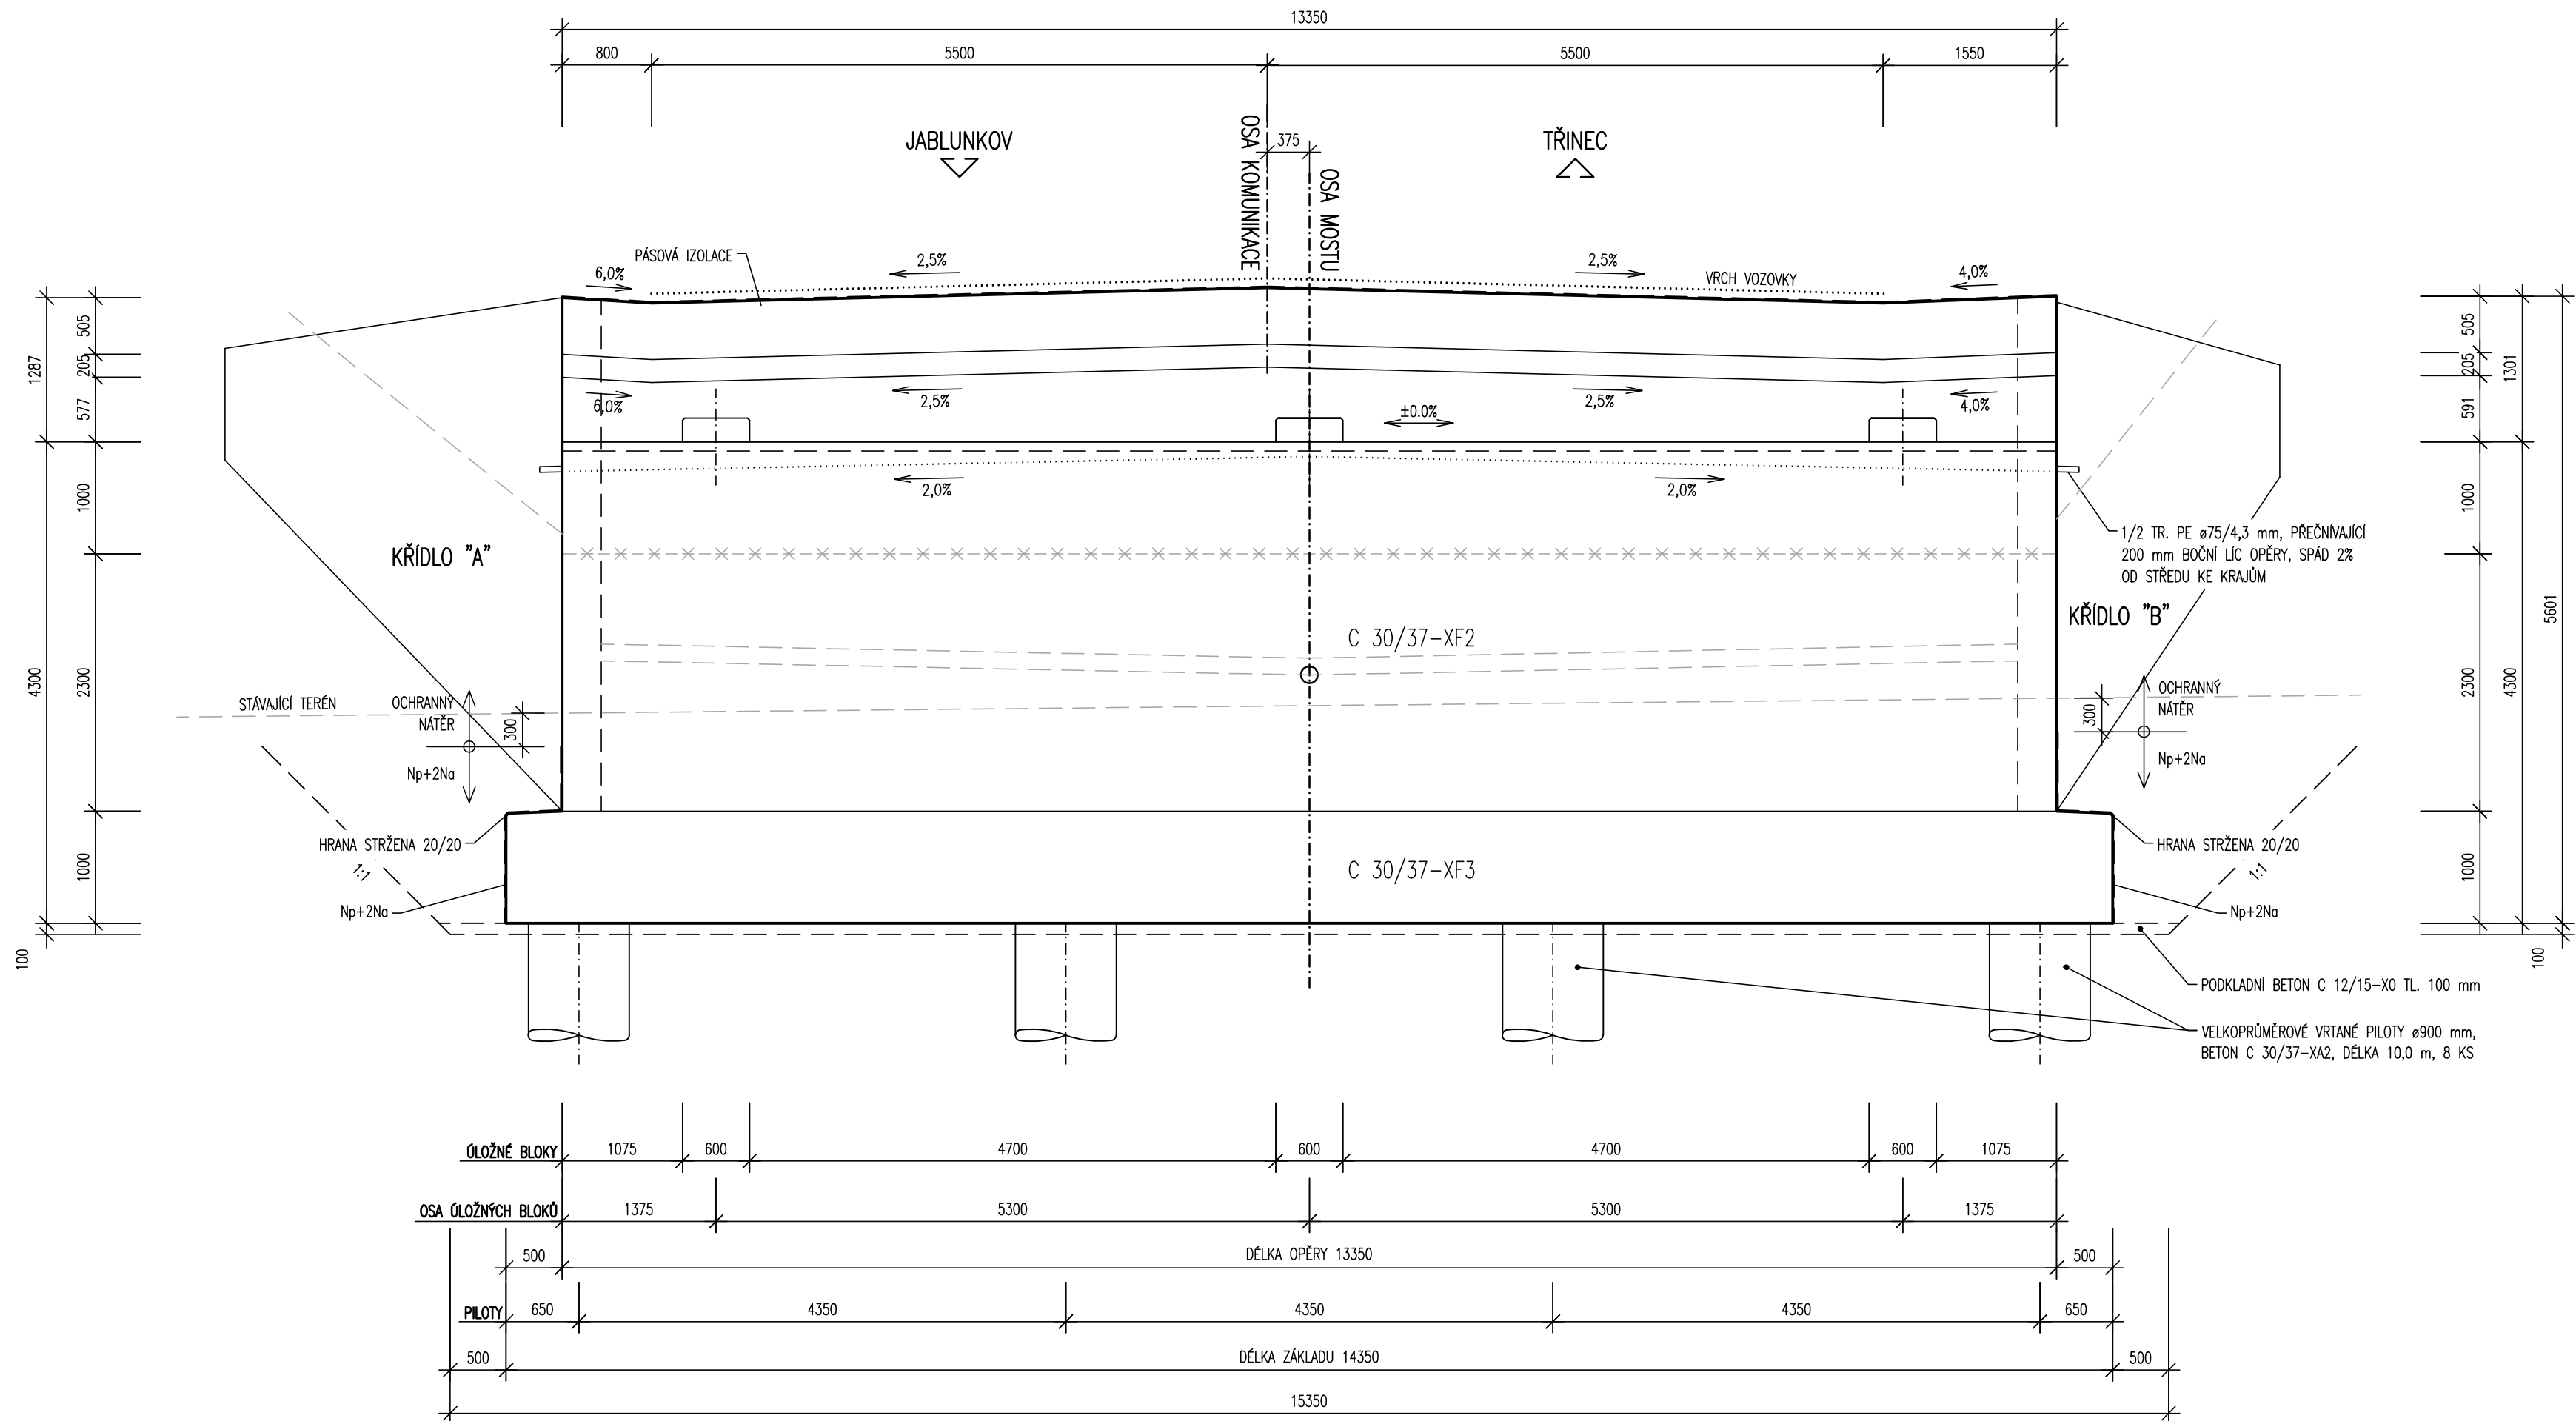 13350
800
5500
5500
1550
JABLUNKOV
TŘINEC
OSA KOMUNIKACE
375
OSA MOSTU
PÁSOVÁ IZOLACE
6,0%
2,5%
2,5%
VRCH VOZOVKY
4,0%
6,0%
2,5%
±0.0%
2,5%
4,0%
2,0%
2,0%
1287
505
205
577
1000
4300
2300
1000
100
505
205
591
1301
1000
2300
4300
5601
1000
100
KŘÍDLO "A"
1/2 TR. PE ø75/4,3 mm, PŘEČNÍVAJÍCÍ
200 mm BOČNÍ LÍC OPĚRY, SPÁD 2%
OD STŘEDU KE KRAJŮM
KŘÍDLO "B"
C 30/37-XF2
STÁVAJÍCÍ TERÉN
OCHRANNÝ
NÁTĚR
300
Np+2Na
OCHRANNÝ
NÁTĚR
300
Np+2Na
HRANA STRŽENA 20/20
1:1
Np+2Na
C 30/37-XF3
HRANA STRŽENA 20/20
1:1
Np+2Na
PODKLADNÍ BETON C 12/15-X0 TL. 100 mm
VELKOPRŮMĚROVÉ VRTANÉ PILOTY ø900 mm,
BETON C 30/37-XA2, DÉLKA 10,0 m, 8 KS
ÚLOŽNÉ BLOKY
1075
600
4700
600
4700
600
1075
OSA ÚLOŽNÝCH BLOKŮ
1375
5300
5300
1375
500
DÉLKA OPĚRY 13350
500
PILOTY
650
4350
4350
4350
650
500
DÉLKA ZÁKLADU 14350
500
15350